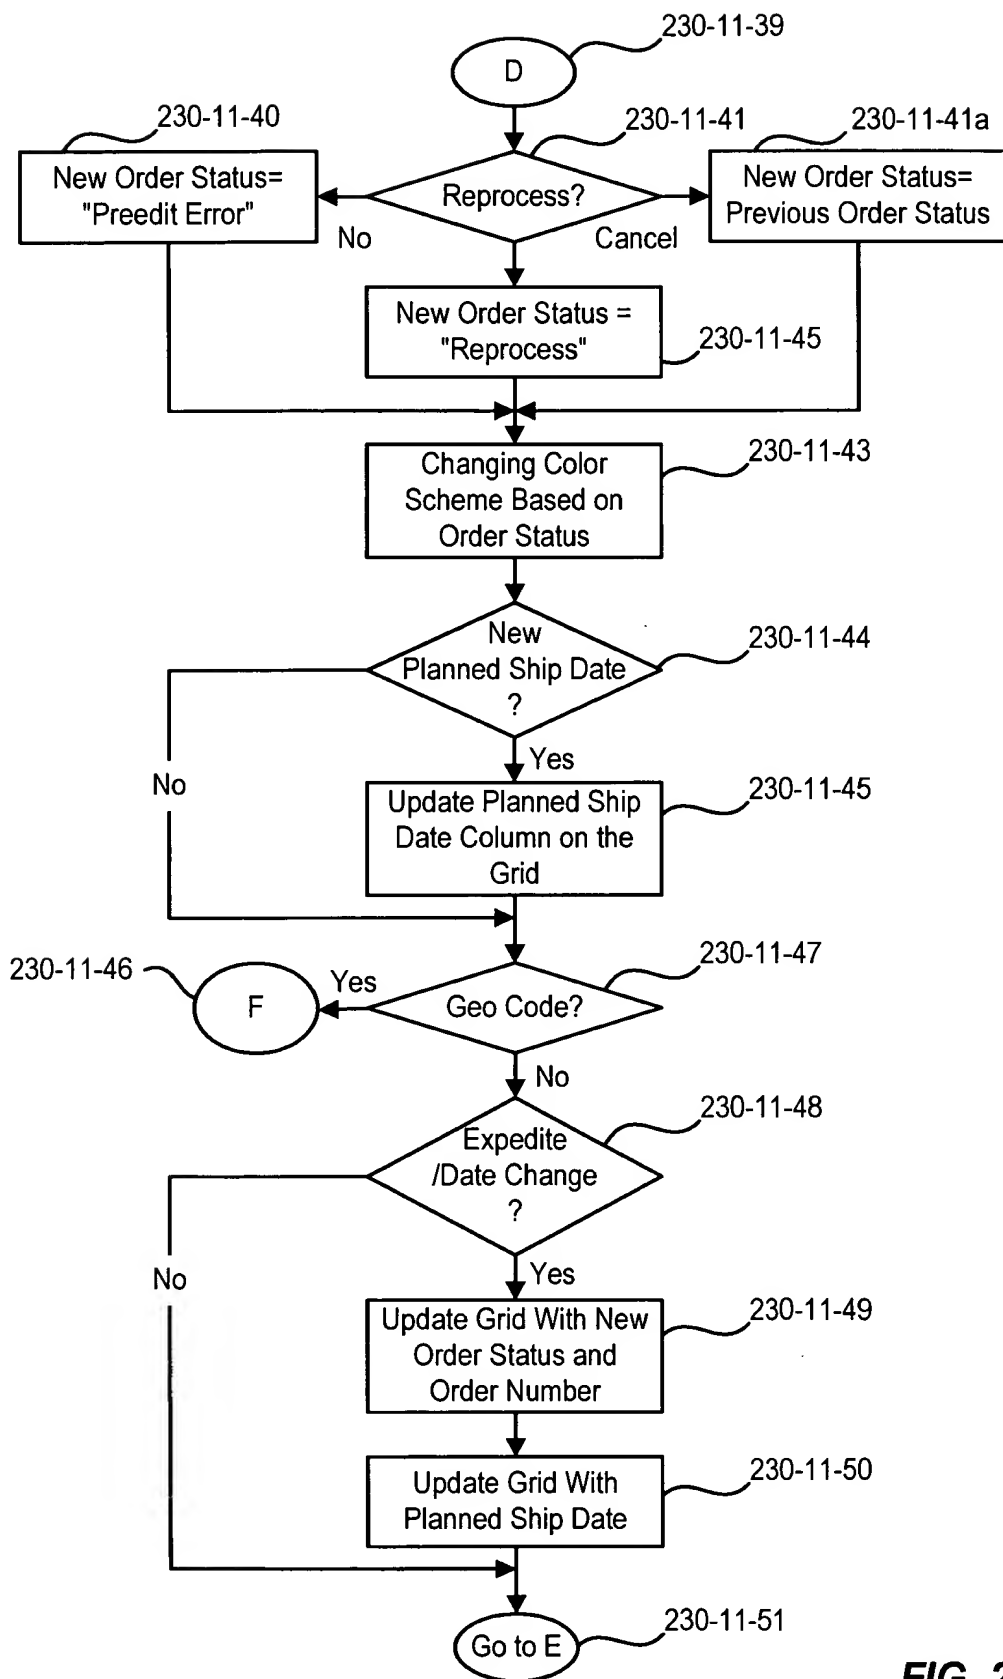 230-11-39
D
230-11-40
230-11-41
230-11-41a
New Order Status=
"Preedit Error"
Reprocess?
New Order Status=
Previous Order Status
No
Cancel
New Order Status =
"Reprocess"
230-11-45
Changing Color
Scheme Based on
Order Status
230-11-43
New
Planned Ship Date
?
230-11-44
No
Yes
Update Planned Ship
Date Column on the
Grid
230-11-45
230-11-46
F
Yes
Geo Code?
230-11-47
No
Expedite
/Date Change
?
230-11-48
No
Yes
Update Grid With New
Order Status and
Order Number
230-11-49
Update Grid With
Planned Ship Date
230-11-50
Go to E
230-11-51
FIG.